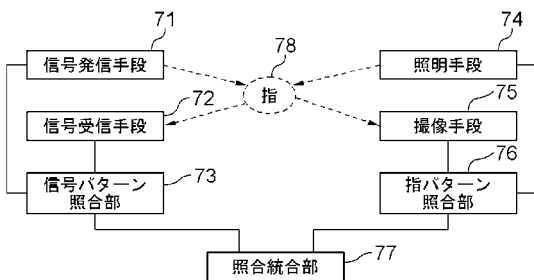 71
信号発信手段
72
信号受信手段
73
信号パターン
照合部
78
指
74
照明手段
75
撮像手段
76
指パターン
照合部
照合統合部
77